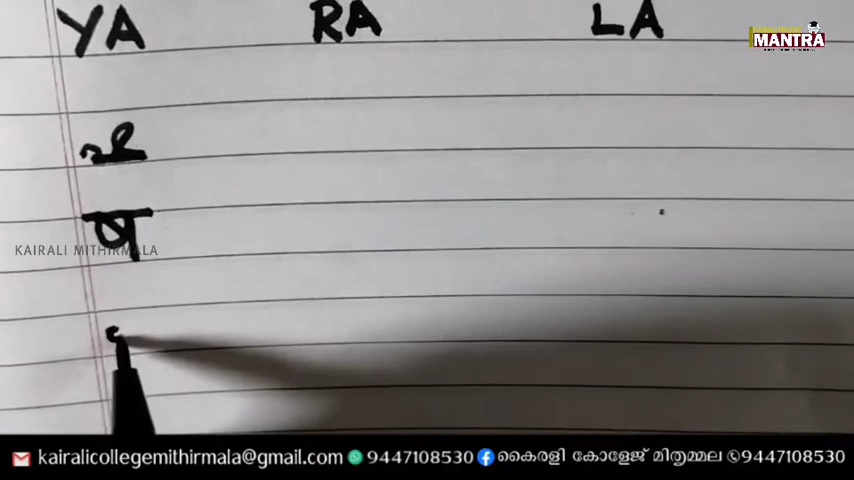 YA RA LA
MANTRA
ष
KAIRALI MITHIRMALA
kairalicollegemithirmala@gmail.com 9447108530 കൈരളി കോളേജ് മിതൃമ്മല 9447108530